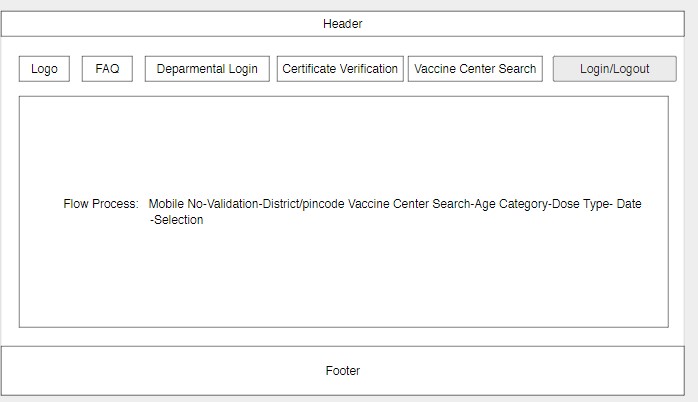 Header
Logo
FAQ
Deparmental Login
Certificate Verification
Vaccine Center Search
Login/Logout
Flow Process: Mobile No-Validation-District/pincode Vaccine Center Search-Age Category-Dose Type- Date
-Selection
Footer